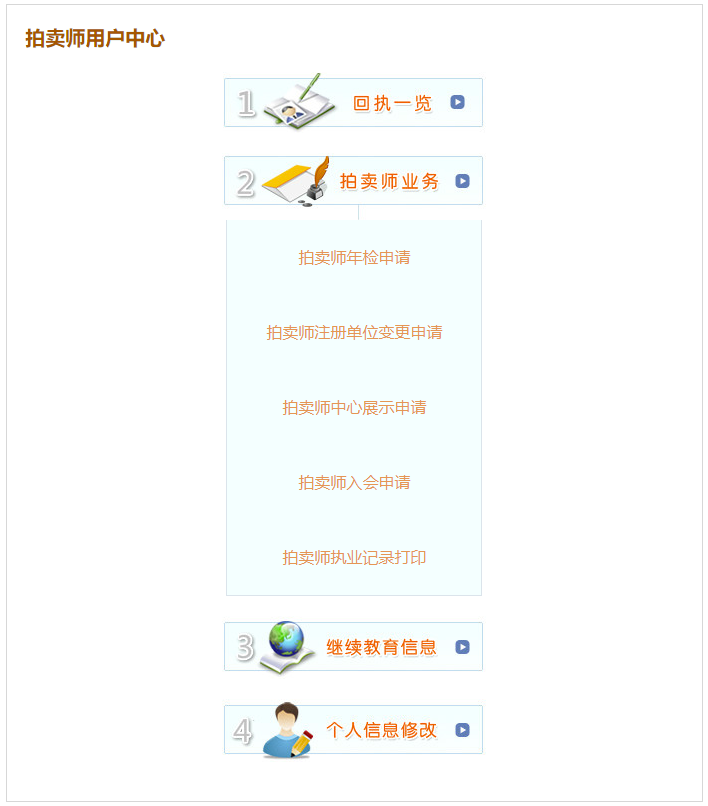 拍卖师用户中心
1 回执一览
2 拍卖师业务
拍卖师年检申请
拍卖师注册单位变更申请
拍卖师中心展示申请
拍卖师入会申请
拍卖师执业记录打印
3 继续教育信息
4 个人信息修改